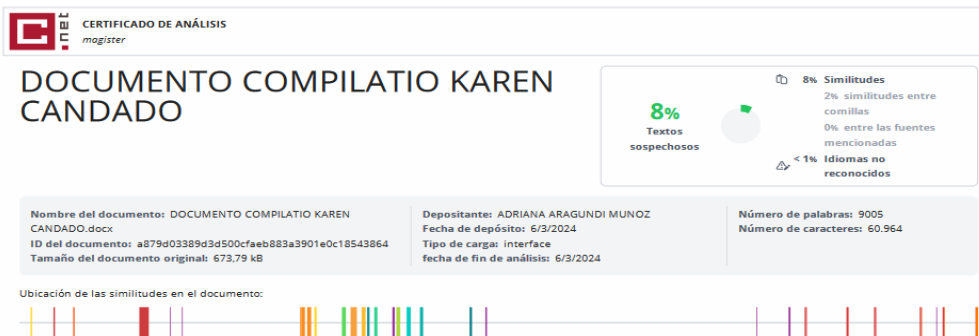 .net
CERTIFICADO DE ANÁLISIS
magister
DOCUMENTO COMPILATIO KAREN
CANDADO
8%
Textos
sospechosos
8% Similitudes
2% similitudes entre
comillas
0% entre las fuentes
mencionadas
< 1% Idiomas no
reconocidos
Nombre del documento: DOCUMENTO COMPILATIO KAREN
CANDADO.docx
ID del documento: a879d03389d3d500cfaeb883a3901e0c18543864
Tamaño del documento original: 673,79 kB
Depositante: ADRIANA ARAGUNDI MUNOZ
Fecha de depósito: 6/3/2024
Tipo de carga: interface
fecha de fin de análisis: 6/3/2024
Número de palabras: 9005
Número de caracteres: 60.964
Ubicación de las similitudes en el documento: